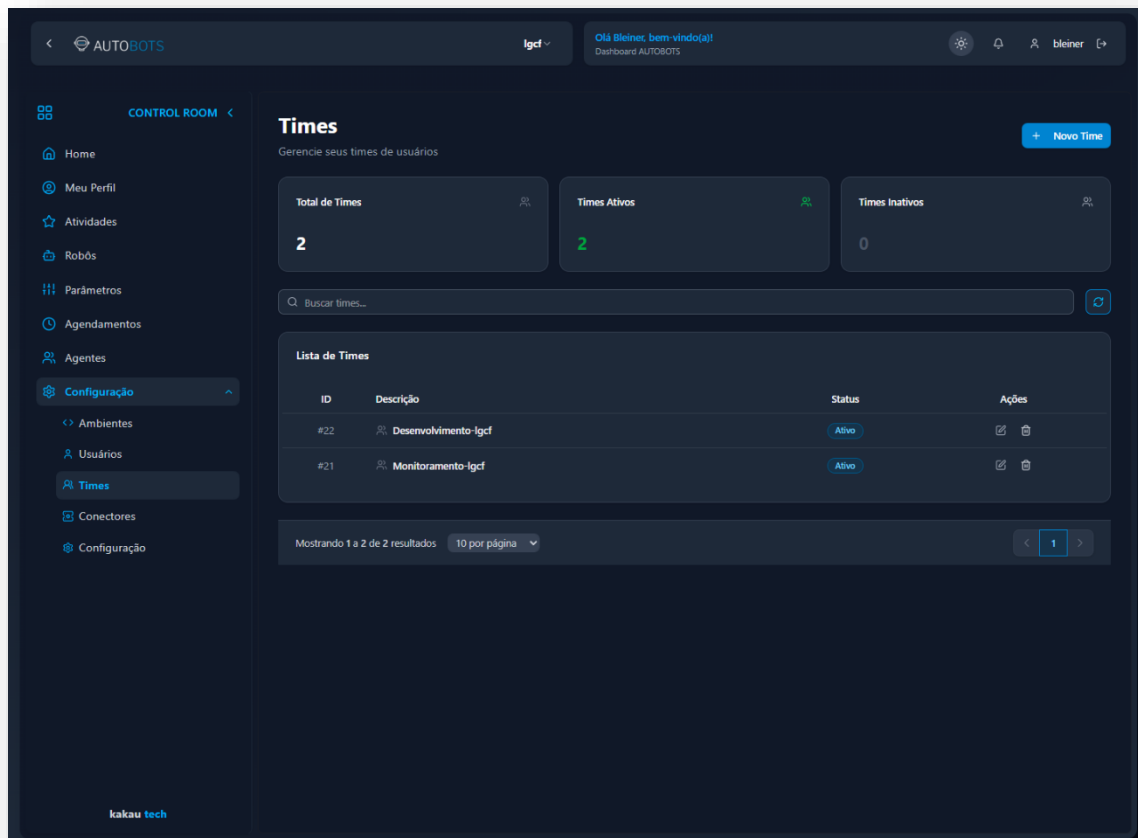 AUTOBOTS
lgcf
Olá Bleiner, bem-vindo(a)!
Dashboard AUTOBOTS
bleiner
CONTROL ROOM
Home
Meu Perfil
Atividades
Robôs
Parâmetros
Agendamentos
Agentes
Configuração
Ambientes
Usuários
Times
Conectores
Configuração
kakau tech
Times
Gerencie seus times de usuários
+ Novo Time
Total de Times
2
Times Ativos
2
Times Inativos
0
Buscar times...
Lista de Times
ID Descrição Status Ações
#22 Desenvolvimento-lgcf Ativo
#21 Monitoramento-lgcf Ativo
Mostrando 1 a 2 de 2 resultados 10 por página
1